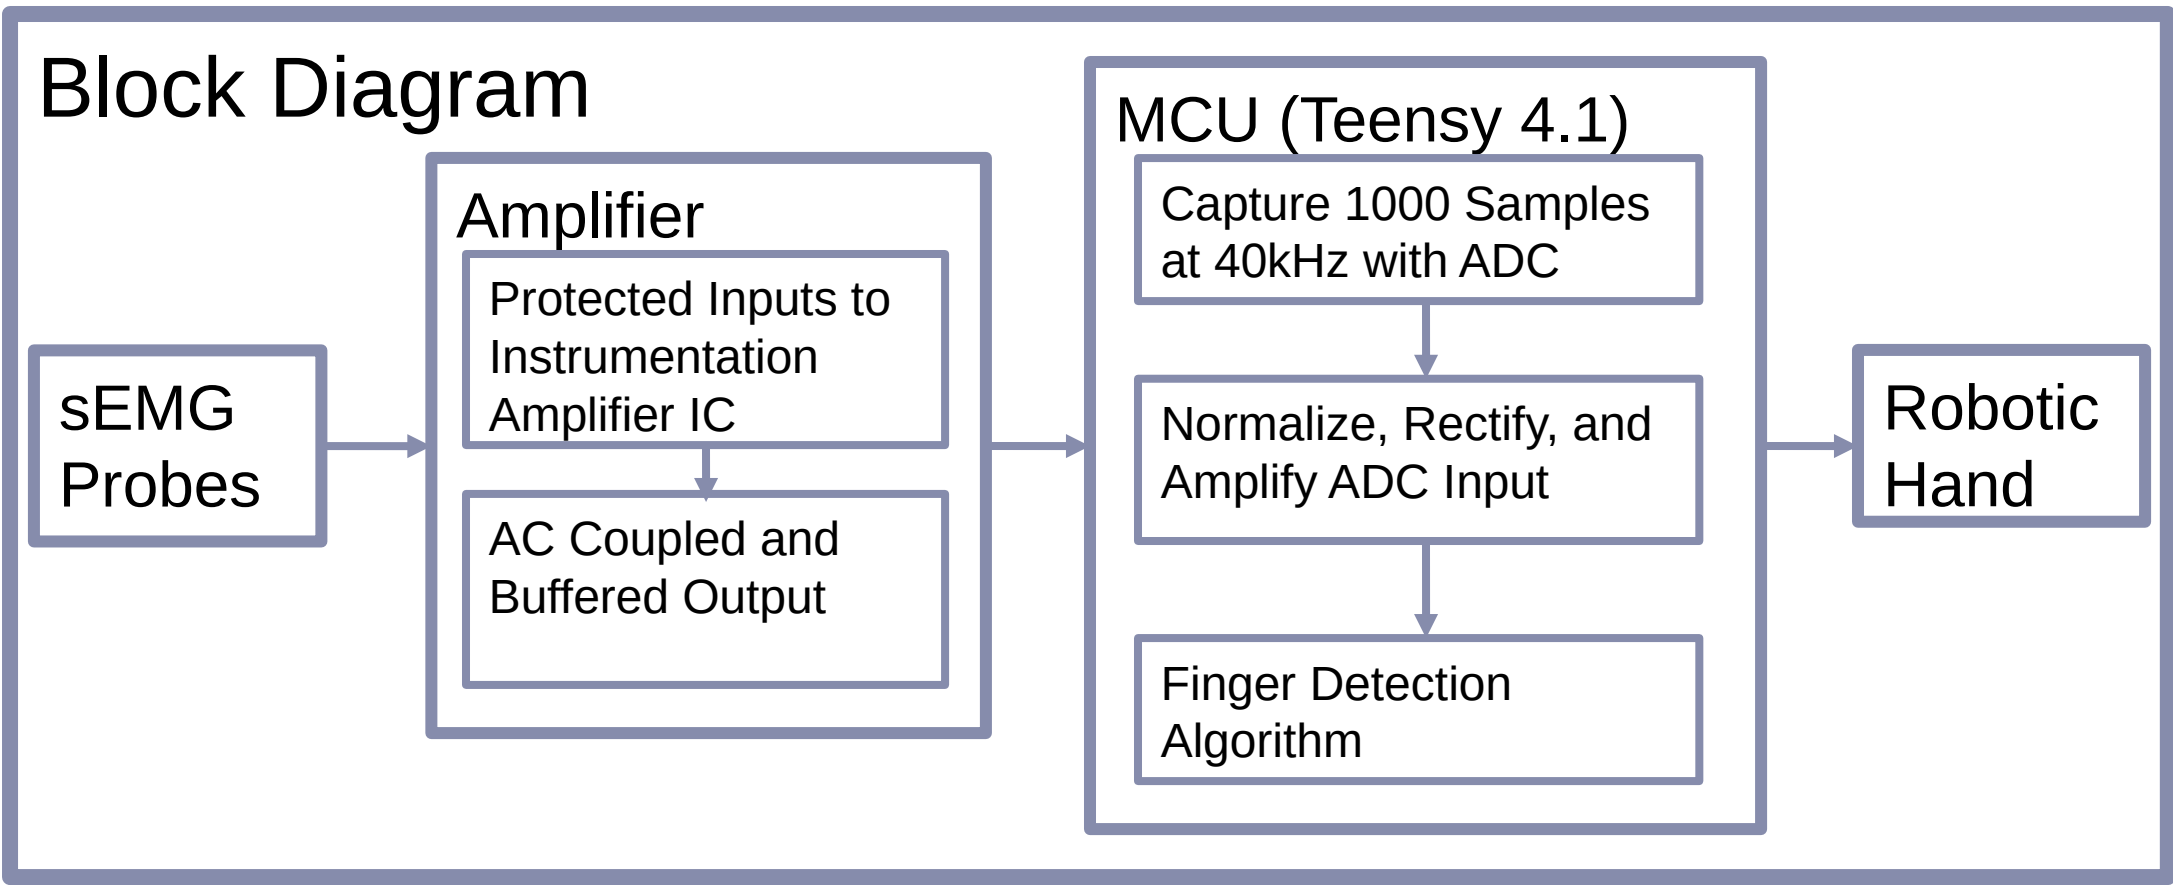 Block Diagram
sEMG
Probes
Amplifier
Protected Inputs to
Instrumentation
Amplifier IC
AC Coupled and
Buffered Output
MCU (Teensy 4.1)
Capture 1000 Samples
at 40kHz with ADC
Normalize, Rectify, and
Amplify ADC Input
Finger Detection
Algorithm
Robotic
Hand